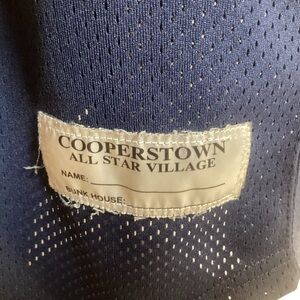 COOPERSTOWN
ALL STAR VILLAGE
NAME:
BUNK HOUSE: